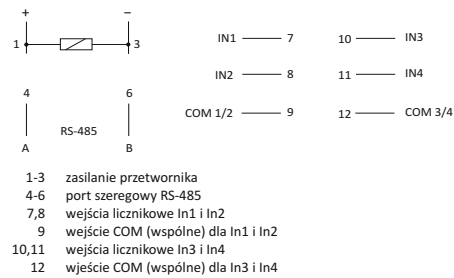 + –
1 3
4 6
RS-485
A B
IN1 7
IN2 8
COM 1/2 9
10 IN3
11 IN4
12 COM 3/4
1-3 zasilanie przetwornika
4-6 port szeregowy RS-485
7,8 wejścia licznikowe In1 i In2
9 wejście COM (wspólne) dla In1 i In2
10,11 wejścia licznikowe In3 i In4
12 wjeście COM (wspólne) dla In3 i In4